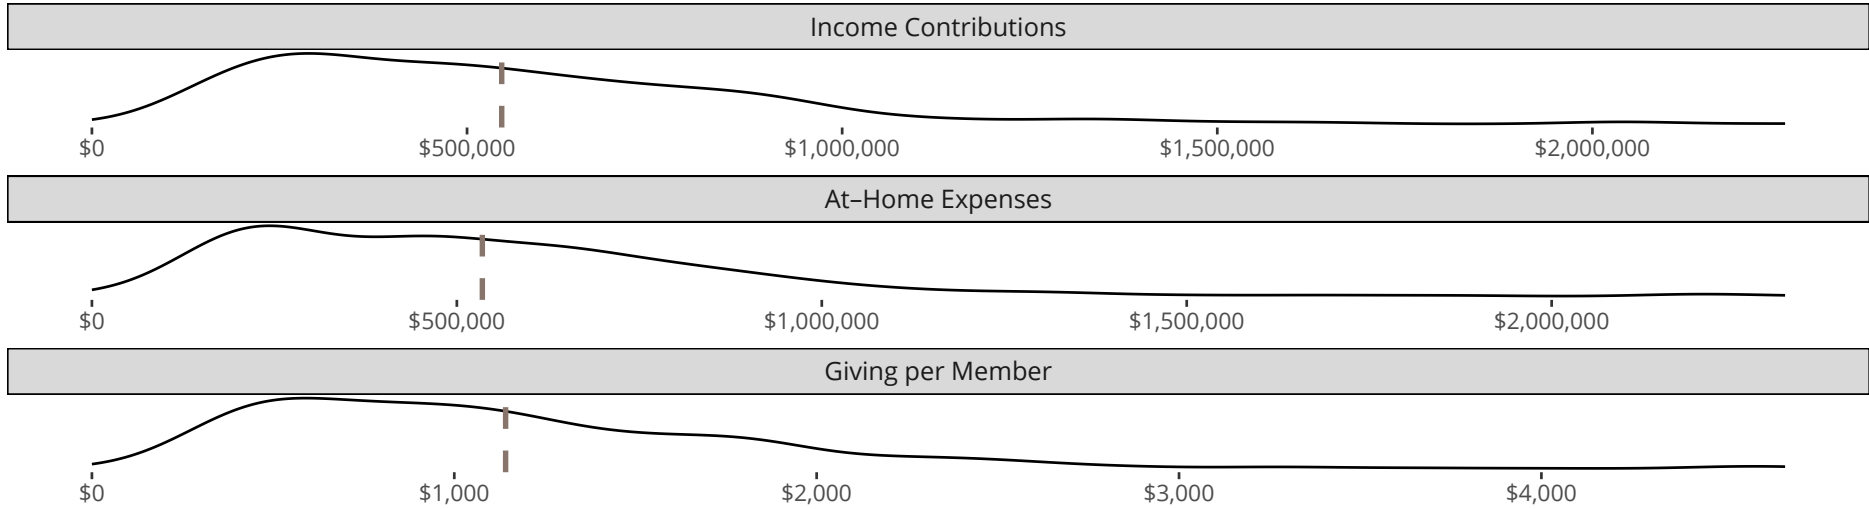 Income Contributions
$0 $500,000 $1,000,000 $1,500,000 $2,000,000
At–Home Expenses
$0 $500,000 $1,000,000 $1,500,000 $2,000,000
Giving per Member
$0 $1,000 $2,000 $3,000 $4,000